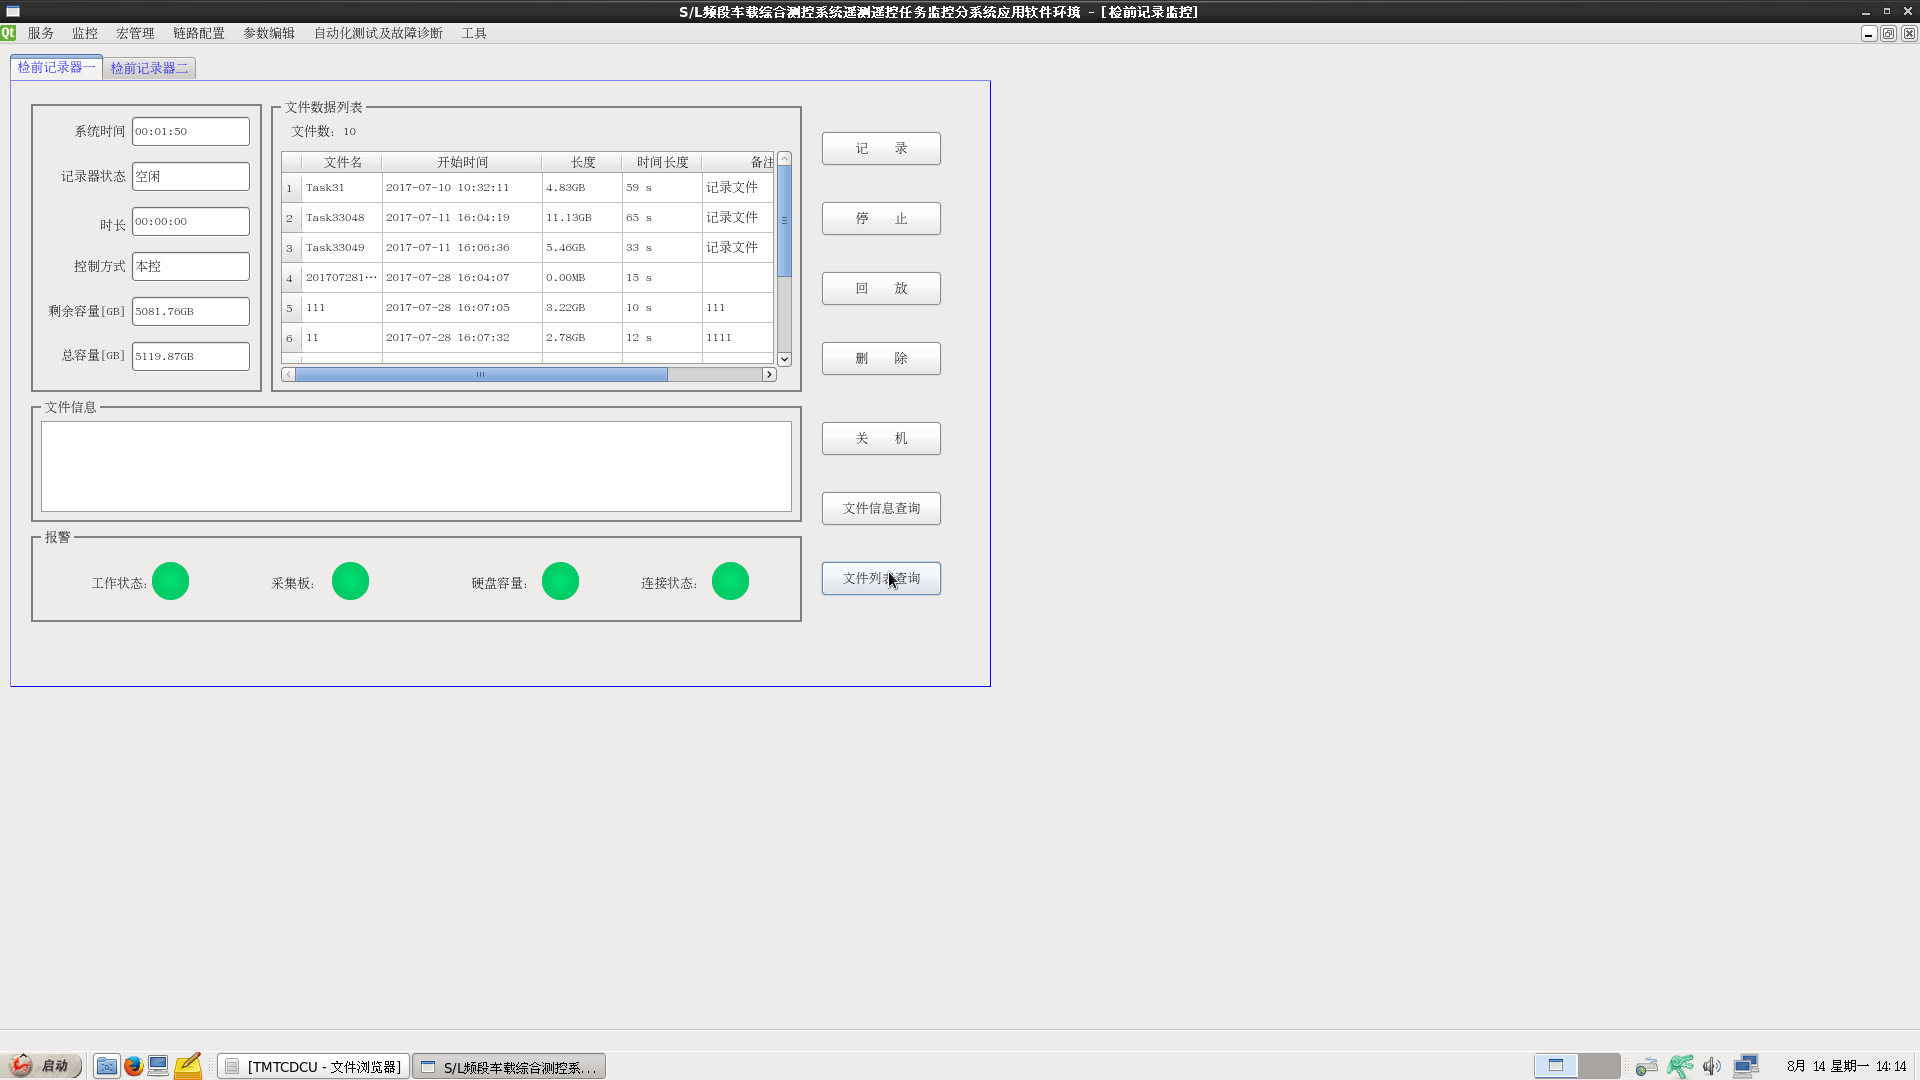 S/L频段车载综合测控系统遥测遥控任务监控分系统应用软件环境 - [检前记录监控]
服务 监控 宏管理 链路配置 参数编辑 自动化测试及故障诊断 工具
检前记录器一 检前记录器二
系统时间 00:01:50
记录器状态 空闲
时长 00:00:00
控制方式 本控
剩余容量[GB] 5081.76GB
总容量[GB] 5119.87GB
文件数据列表
文件数: 10
文件名 开始时间 长度 时间长度 备注
1 Task31 2017-07-10 10:32:11 4.83GB 59 s 记录文件
2 Task33048 2017-07-11 16:04:19 11.13GB 65 s 记录文件
3 Task33049 2017-07-11 16:06:36 5.46GB 33 s 记录文件
4 201707281··· 2017-07-28 16:04:07 0.00MB 15 s
5 111 2017-07-28 16:07:05 3.22GB 10 s 111
6 11 2017-07-28 16:07:32 2.78GB 12 s 1111
记 录
停 止
回 放
删 除
关 机
文件信息查询
文件列表查询
文件信息
报警
工作状态: 采集板: 硬盘容量: 连接状态:
启动 [TMTCDCU - 文件浏览器] S/L频段车载综合测控系... 8月 14 星期一 14:14